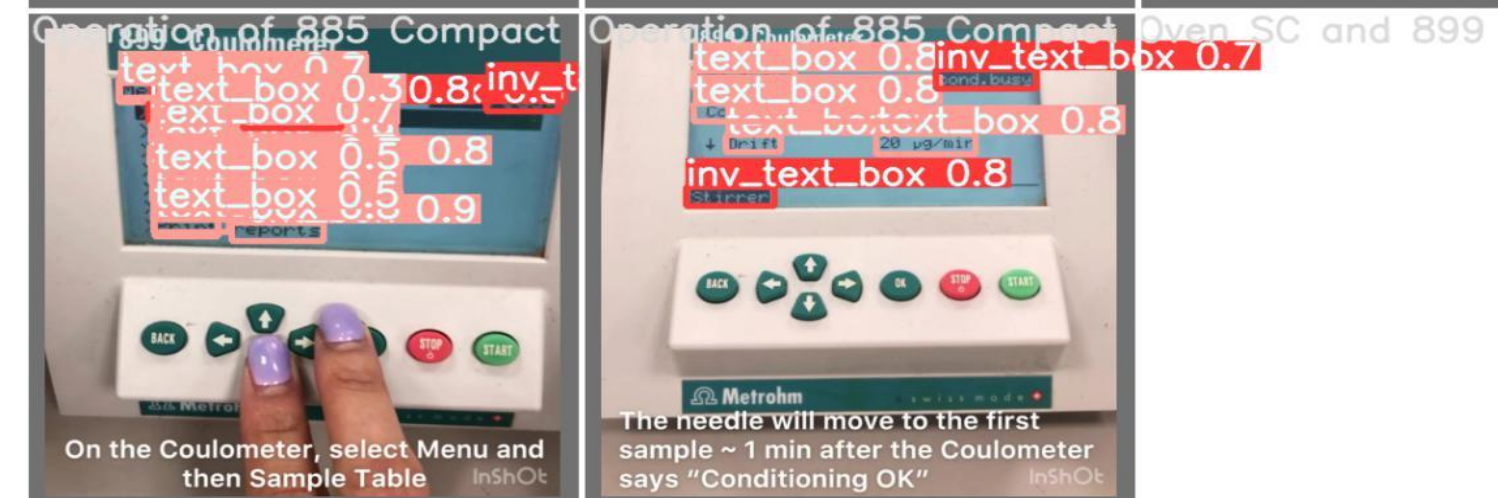 Operation of 885 Compact
Operation of 885 Compact Oven SC and 899
899 Coulometer
text_box 0.7
text_box 0.3
0.8
inv_t
text_box 0.7
text_box 0.5
0.8
text_box 0.5
0.9
reports
BACK
STOP
START
Metrohm
On the Coulometer, select Menu and
then Sample Table
InShOt
899 Coulometer
text_box 0.8
inv_text_box 0.7
cond.busy
text_box 0.8
text_box 0.8
Drift
20 µg/min
inv_text_box 0.8
Stirrer
BACK
OK
STOP
START
Metrohm
swiss made
The needle will move to the first
sample ~ 1 min after the Coulometer
says "Conditioning OK"
InShOt